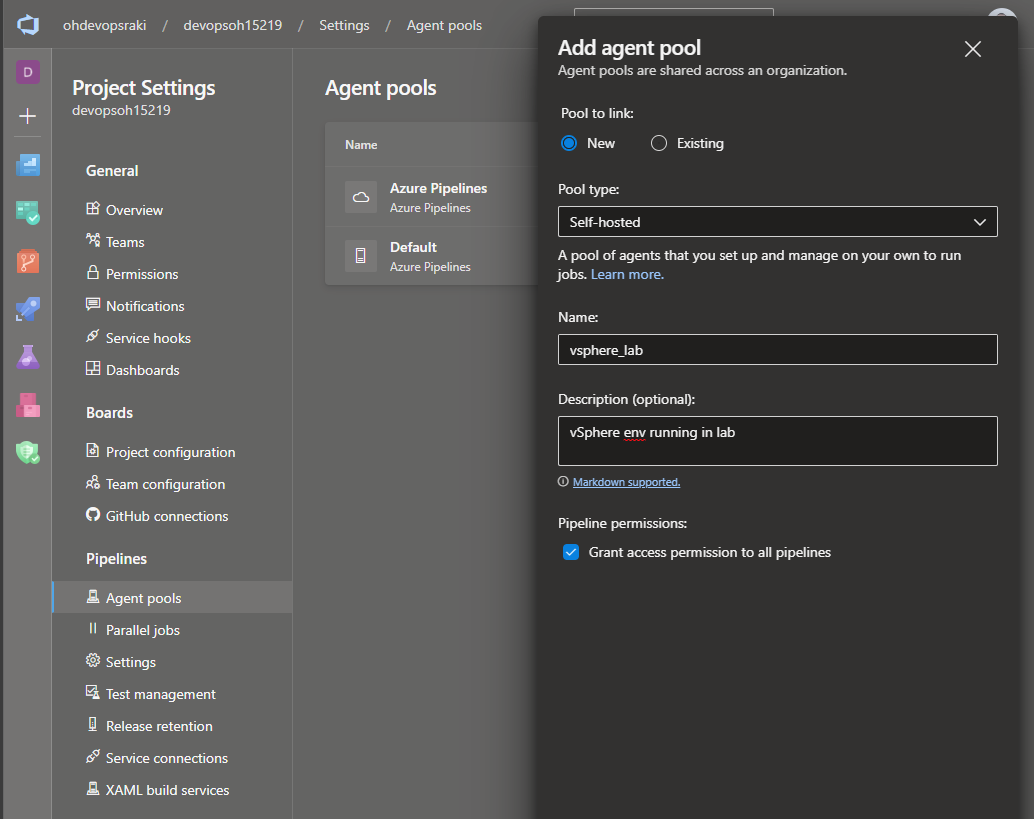 ohdevopsraki / devopsoh15219 / Settings / Agent pools
D
Project Settings
devopsoh15219
General
Overview
Teams
Permissions
Notifications
Service hooks
Dashboards
Boards
Project configuration
Team configuration
GitHub connections
Pipelines
Agent pools
Parallel jobs
Settings
Test management
Release retention
Service connections
XAML build services
Agent pools
Name
Azure Pipelines
Azure Pipelines
Default
Azure Pipelines
Add agent pool
Agent pools are shared across an organization.
Pool to link:
New Existing
Pool type:
Self-hosted
A pool of agents that you set up and manage on your own to run
jobs. Learn more.
Name:
vsphere_lab
Description (optional):
vSphere env running in lab
Markdown supported.
Pipeline permissions:
Grant access permission to all pipelines